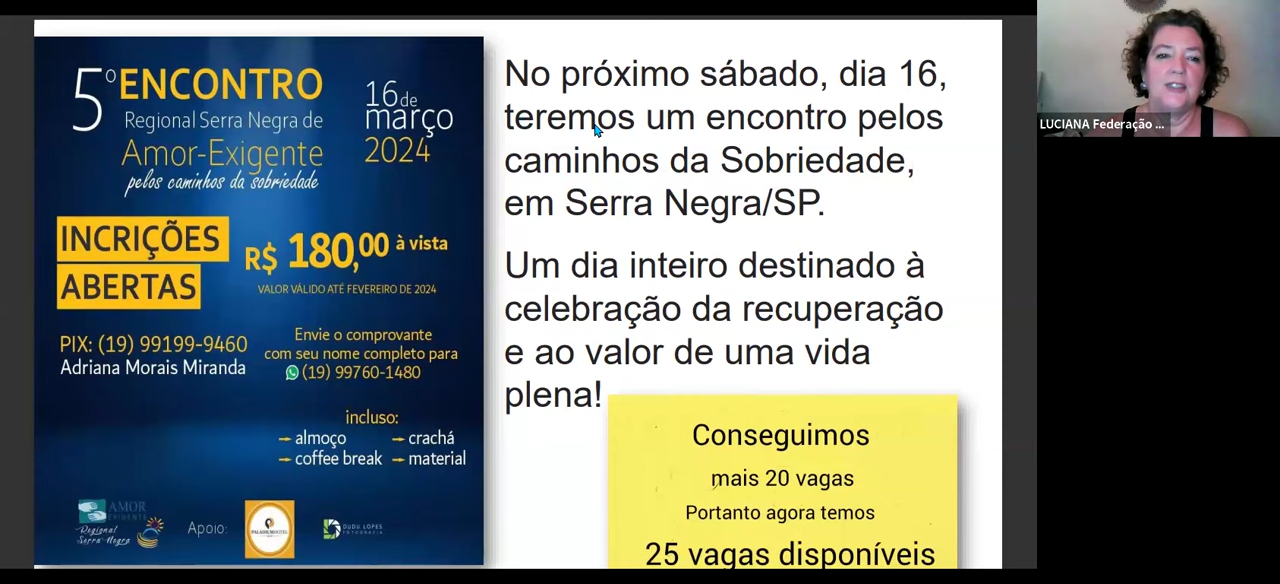 5º ENCONTRO
Regional Serra Negra de
Amor-Exigente
pelos caminhos da sobriedade
16 de
março
2024
INCRIÇÕES
ABERTAS
R$ 180,00 à vista
VALOR VÁLIDO ATÉ FEVEREIRO DE 2024
PIX: (19) 99199-9460
Adriana Morais Miranda
Envie o comprovante
com seu nome completo para
(19) 99760-1480
incluso:
almoço
crachá
coffee break
material
AMOR
EXIGENTE
Regional
Serra Negra
Apoio:
DUDU LOPES
FOTOGRAFIA
No próximo sábado, dia 16,
teremos um encontro pelos
caminhos da Sobriedade,
em Serra Negra/SP.
Um dia inteiro destinado à
celebração da recuperação
e ao valor de uma vida
plena!
Conseguimos
mais 20 vagas
Portanto agora temos
25 vagas disponíveis
LUCIANA Federação ...